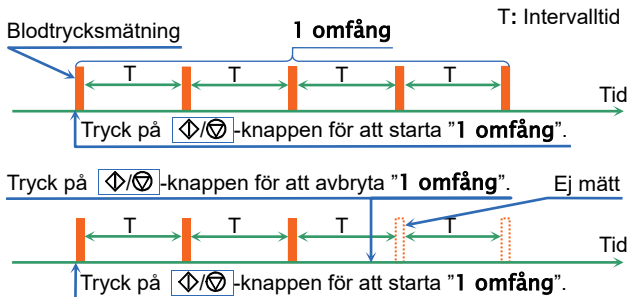 T: Intervalltid
Blodtrycksmätning
1 omfång
T T T T
Tid
Tryck på /-knappen för att starta ”1 omfång”.
Tryck på /-knappen för att avbryta ”1 omfång”.
Ej mätt
T T T T
Tid
Tryck på /-knappen för att starta ”1 omfång”.